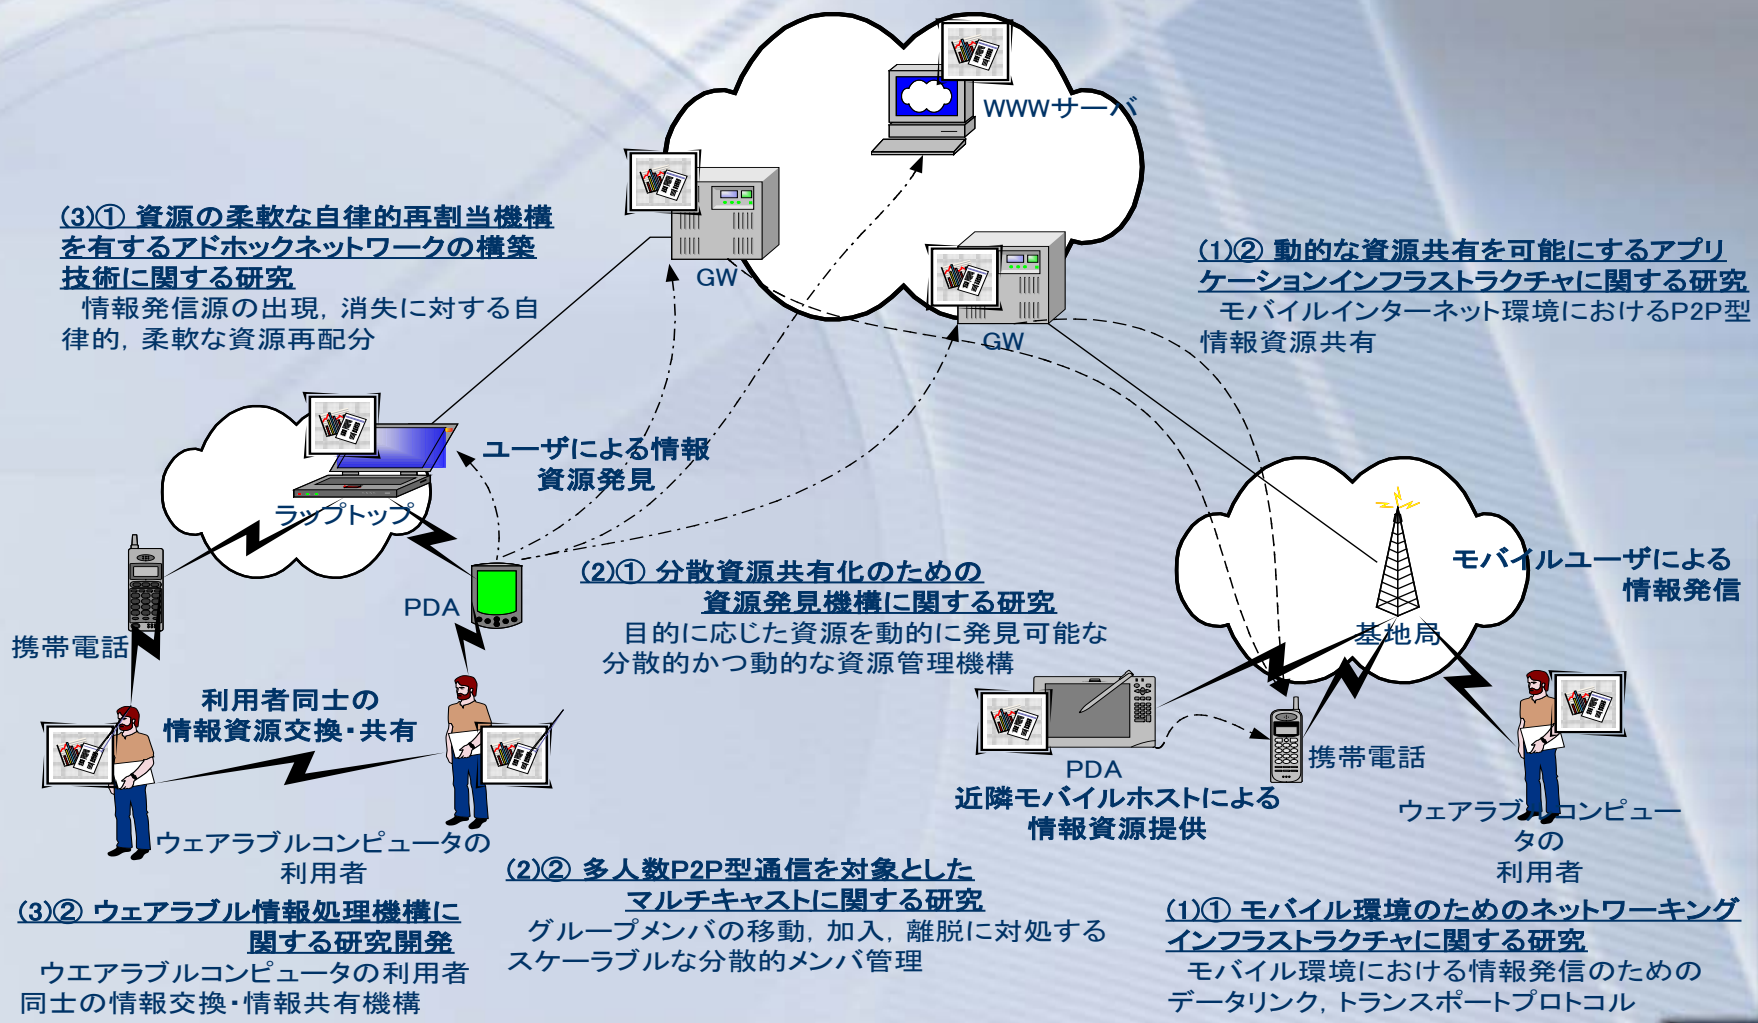 WWWサーバ
GW
GW
(3)① 資源の柔軟な自律的再割当機構
を有するアドホックネットワークの構築
技術に関する研究
情報発信源の出現, 消失に対する自
律的, 柔軟な資源再配分
(1)② 動的な資源共有を可能にするアプリ
ケーションインフラストラクチャに関する研究
モバイルインターネット環境におけるP2P型
情報資源共有
ユーザによる情報
資源発見
ラップトップ
PDA
携帯電話
(2)① 分散資源共有化のための
資源発見機構に関する研究
目的に応じた資源を動的に発見可能な
分散的かつ動的な資源管理機構
モバイルユーザによる
情報発信
基地局
利用者同士の
情報資源交換・共有
PDA
携帯電話
近隣モバイルホストによる
情報資源提供
ウェアラブルコンピュータの
利用者
ウェアラブルコンピュー
タの
利用者
(2)② 多人数P2P型通信を対象とした
マルチキャストに関する研究
グループメンバの移動, 加入, 離脱に対処する
スケーラブルな分散的メンバ管理
(3)② ウェアラブル情報処理機構に
関する研究開発
ウエアラブルコンピュータの利用者
同士の情報交換・情報共有機構
(1)① モバイル環境のためのネットワーキング
インフラストラクチャに関する研究
モバイル環境における情報発信のための
データリンク, トランスポートプロトコル